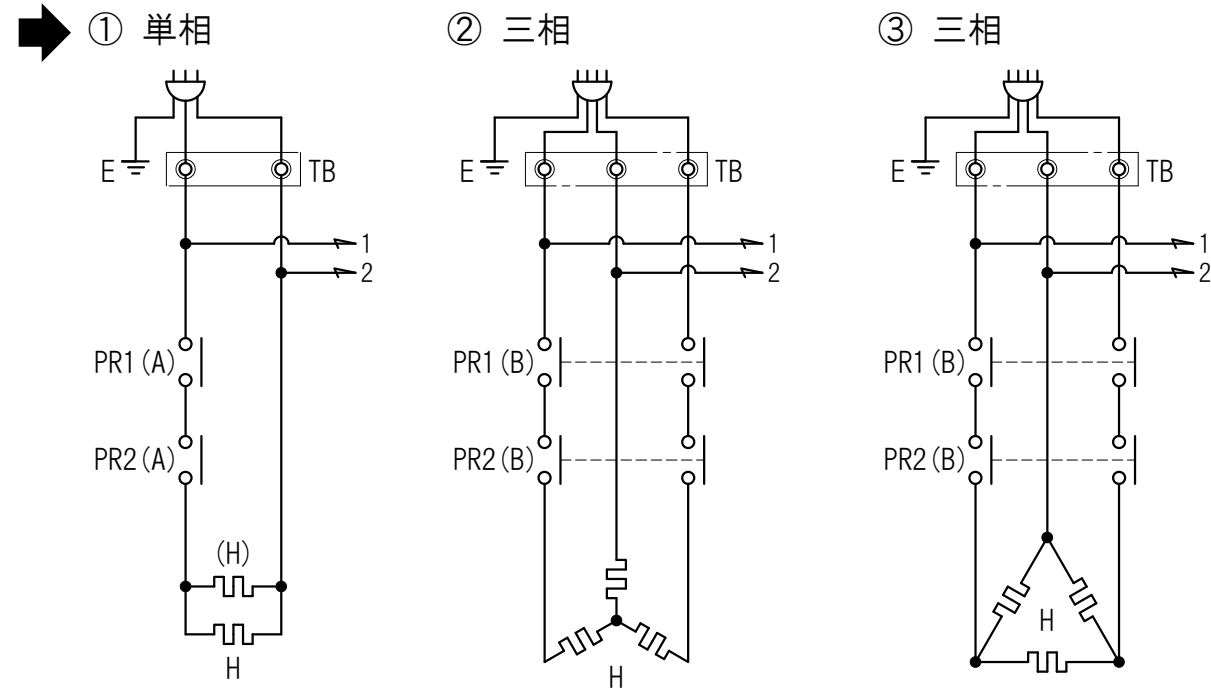 ① 単相
E
TB
1
2
PR1(A)
PR2(A)
(H)
H
② 三相
E
TB
1
2
PR1(B)
PR2(B)
H
③ 三相
E
TB
1
2
PR1(B)
PR2(B)
H